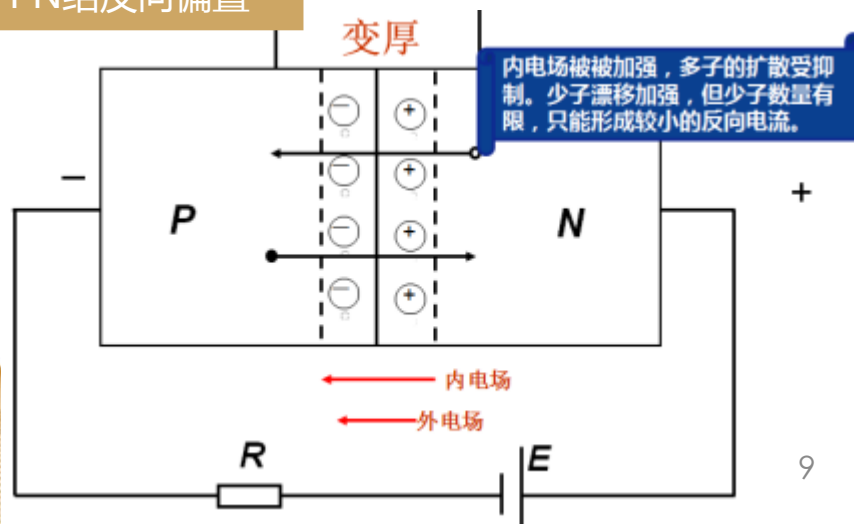 PN结反向偏置
变厚
内电场被被加强，多子的扩散受抑
制。少子漂移加强，但少子数量有
限，只能形成较小的反向电流。
− +
P N
内电场
外电场
R E
9